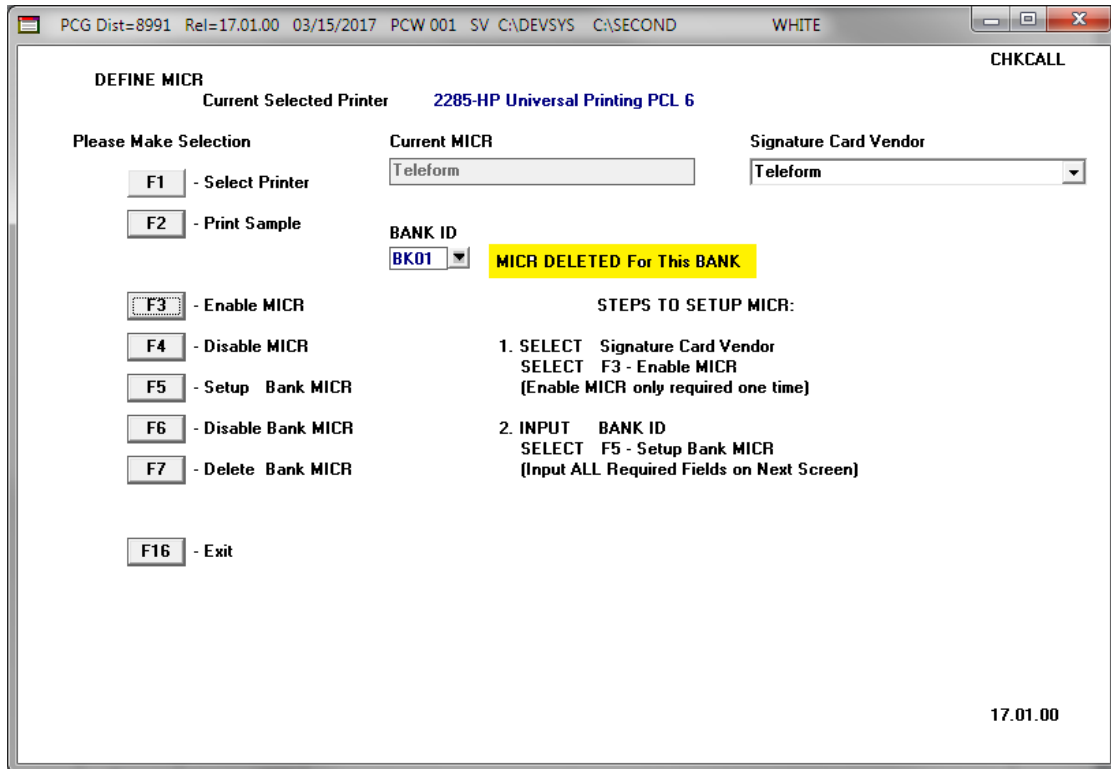 PCG Dist=8991 Rel=17.01.00 03/15/2017 PCW 001 SV C:\DEVSYS C:\SECOND WHITE
CHKCALL
DEFINE MICR
Current Selected Printer 2285-HP Universal Printing PCL 6
Please Make Selection
Current MICR
Signature Card Vendor
Teleform
Teleform
F1 - Select Printer
F2 - Print Sample
BANK ID
BK01
MICR DELETED For This BANK
F3 - Enable MICR
STEPS TO SETUP MICR:
F4 - Disable MICR
1. SELECT Signature Card Vendor
SELECT F3 - Enable MICR
F5 - Setup Bank MICR
(Enable MICR only required one time)
F6 - Disable Bank MICR
2. INPUT BANK ID
SELECT F5 - Setup Bank MICR
F7 - Delete Bank MICR
(Input ALL Required Fields on Next Screen)
F16 - Exit
17.01.00